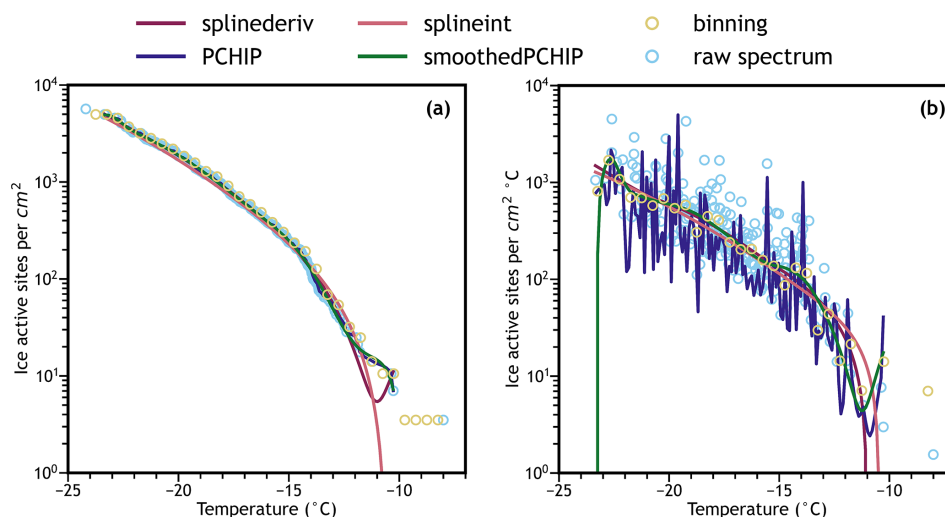 splinederiv splineint binning
PCHIP smoothedPCHIP raw spectrum
(a)
Ice active sites per cm²
10⁴
10³
10²
10¹
10⁰
−25 −20 −15 −10
Temperature (°C)
(b)
Ice active sites per cm² °C
10⁴
10³
10²
10¹
10⁰
−25 −20 −15 −10
Temperature (°C)